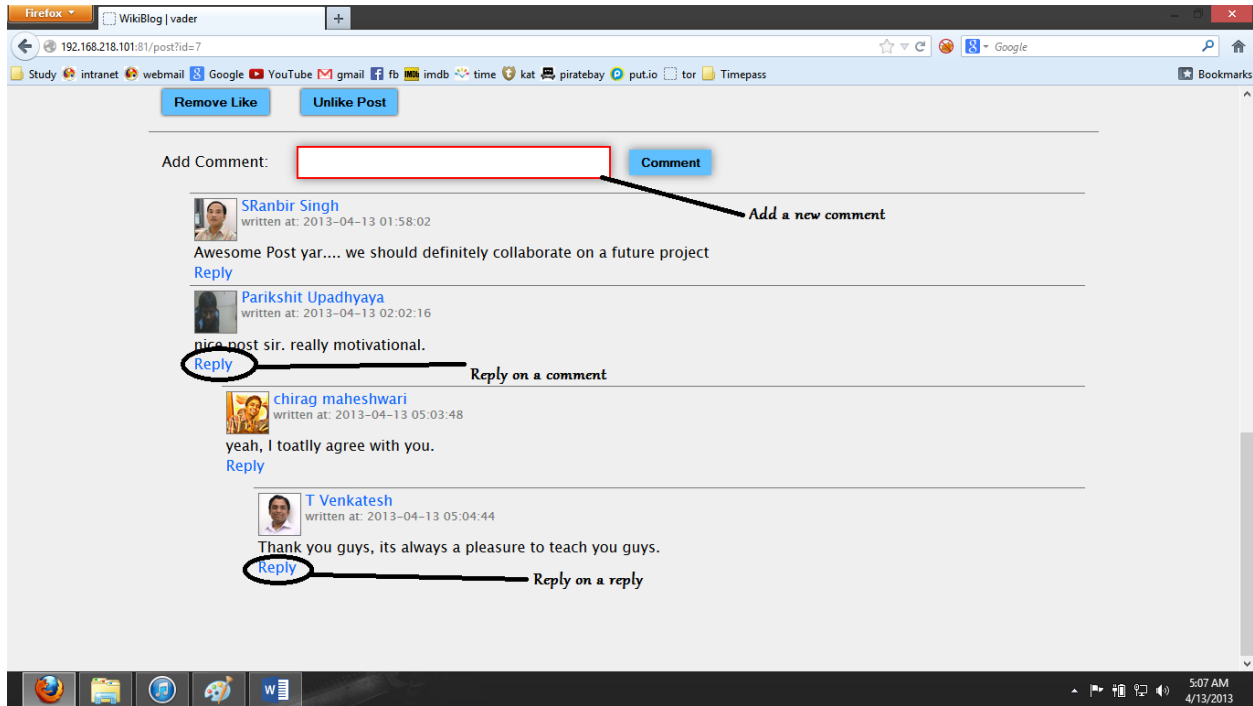 Firefox
WikiBlog | vader
192.168.218.101:81/post?id=7
Google
Study intranet webmail Google YouTube gmail fb imdb time kat piratebay put.io tor Timepass Bookmarks
Remove Like Unlike Post
Add Comment: Comment
Add a new comment
SRanbir Singh
written at: 2013-04-13 01:58:02
Awesome Post yar.... we should definitely collaborate on a future project
Reply
Parikshit Upadhyaya
written at: 2013-04-13 02:02:16
nice post sir. really motivational.
Reply
Reply on a comment
chirag maheshwari
written at: 2013-04-13 05:03:48
yeah, I toatlly agree with you.
Reply
T Venkatesh
written at: 2013-04-13 05:04:44
Thank you guys, its always a pleasure to teach you guys.
Reply
Reply on a reply
5:07 AM
4/13/2013